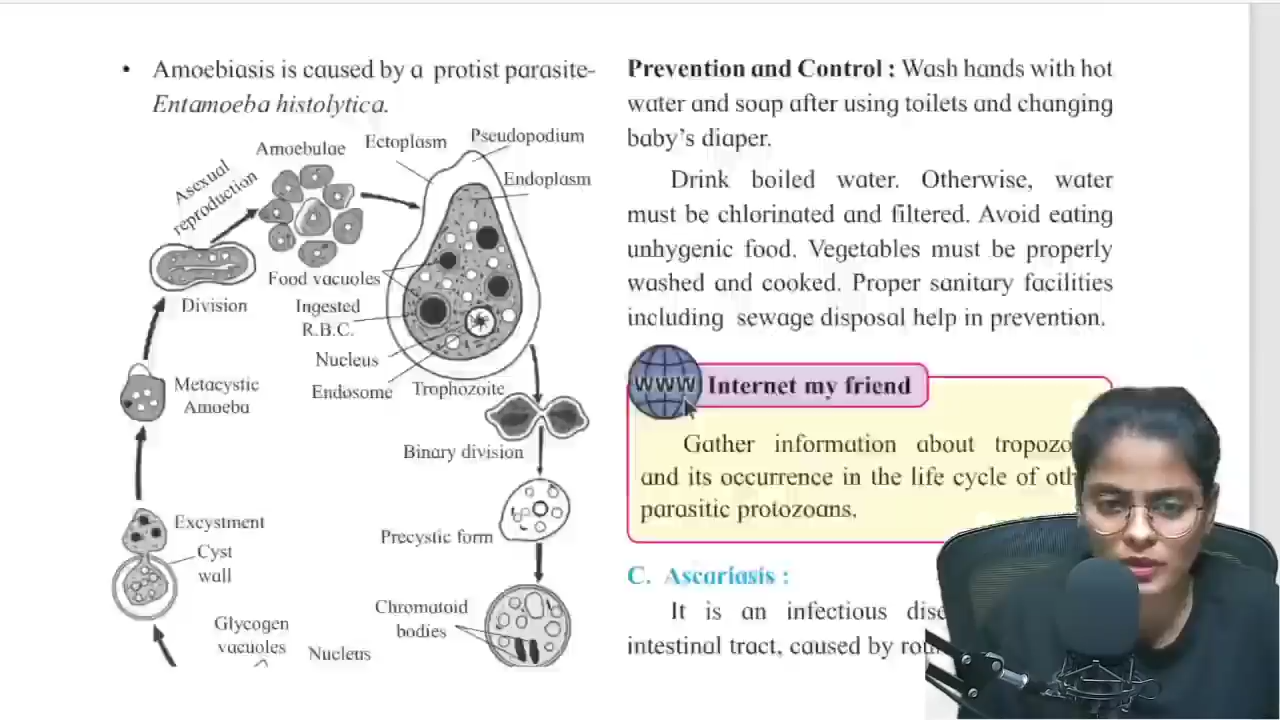 • Amoebiasis is caused by a protist parasite-
Entamoeba histolytica.
Pseudopodium
Ectoplasm
Amoebulae
Endoplasm
Asexual
reproduction
Food vacuoles
Division
Ingested
R.B.C.
Nucleus
Endosome
Trophozoite
Metacystic
Amoeba
Binary division
Excystment
Precystic form
Cyst
wall
Chromatoid
bodies
Glycogen
vacuoles
Nucleus
Prevention and Control : Wash hands with hot
water and soap after using toilets and changing
baby's diaper.
Drink boiled water. Otherwise, water
must be chlorinated and filtered. Avoid eating
unhygenic food. Vegetables must be properly
washed and cooked. Proper sanitary facilities
including sewage disposal help in prevention.
WWW Internet my friend
Gather information about
and its occurrence in the life cycle of
parasitic protozoans.
C. Ascariasis :
It is an infectious
intestinal tract, caused by